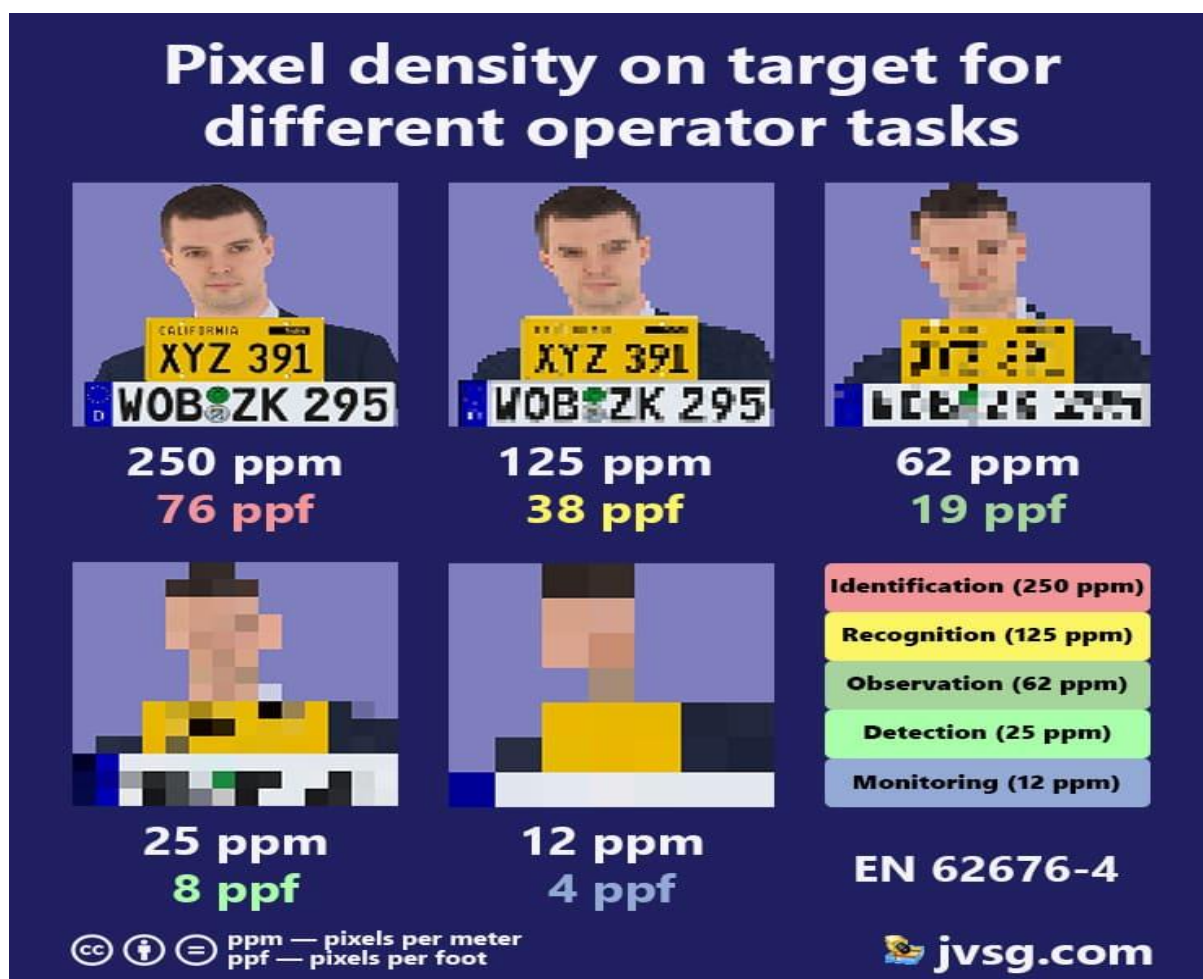 Pixel density on target for
different operator tasks
CALIFORNIA
XYZ 391
D
WOB ZK 295
250 ppm
76 ppf
XYZ 391
WOB ZK 295
125 ppm
38 ppf
62 ppm
19 ppf
25 ppm
8 ppf
12 ppm
4 ppf
Identification (250 ppm)
Recognition (125 ppm)
Observation (62 ppm)
Detection (25 ppm)
Monitoring (12 ppm)
EN 62676-4
cc
ppm — pixels per meter
ppf — pixels per foot
jvsg.com